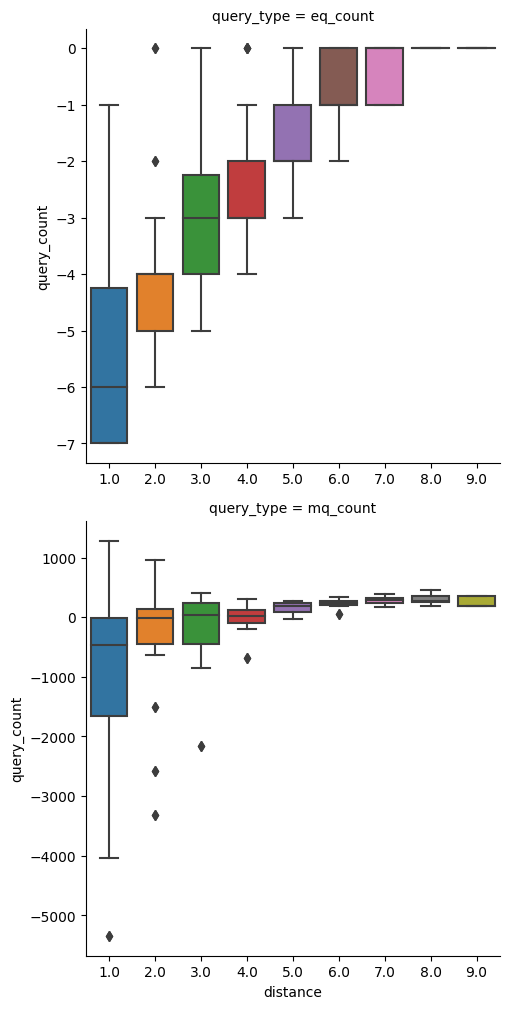 query_type = eq_count
0
−1
−2
−3
−4
−5
−6
−7
query_count
1.0 2.0 3.0 4.0 5.0 6.0 7.0 8.0 9.0
query_type = mq_count
1000
0
−1000
−2000
−3000
−4000
−5000
query_count
1.0 2.0 3.0 4.0 5.0 6.0 7.0 8.0 9.0
distance